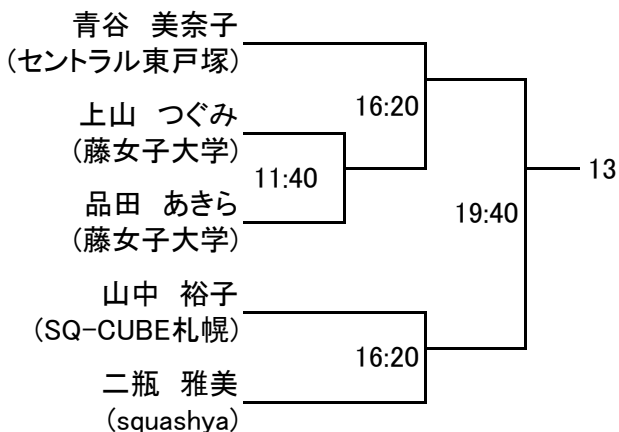 青谷 美奈子
(セントラル東戸塚)
16:20
上山 つぐみ
(藤女子大学)
11:40
13
品田 あきら
(藤女子大学)
19:40
山中 裕子
(SQ-CUBE札幌)
16:20
二瓶 雅美
(squashya)